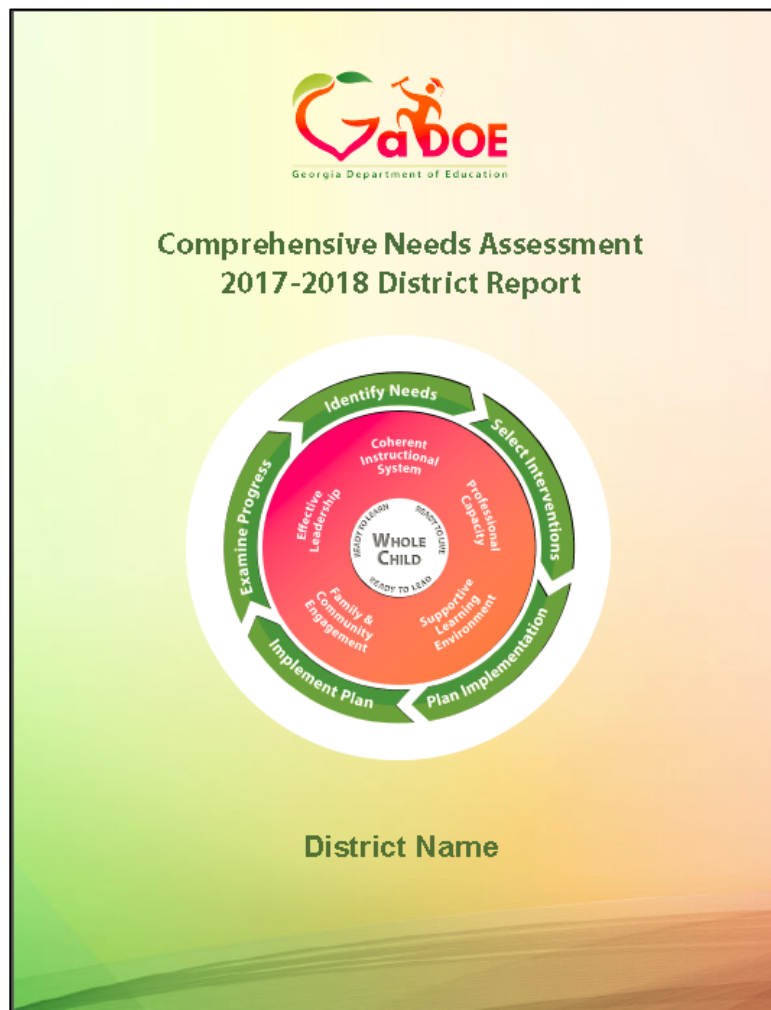 GaDOE
Georgia Department of Education
Comprehensive Needs Assessment
2017-2018 District Report
Identify Needs
Select Interventions
Plan Implementation
Implement Plan
Examine Progress
Coherent
Instructional
System
Professional
Capacity
Supportive
Learning
Environment
Family &
Community
Engagement
Effective
Leadership
READY TO LEARN
READY TO LIVE
READY TO LEAD
WHOLE
CHILD
District Name